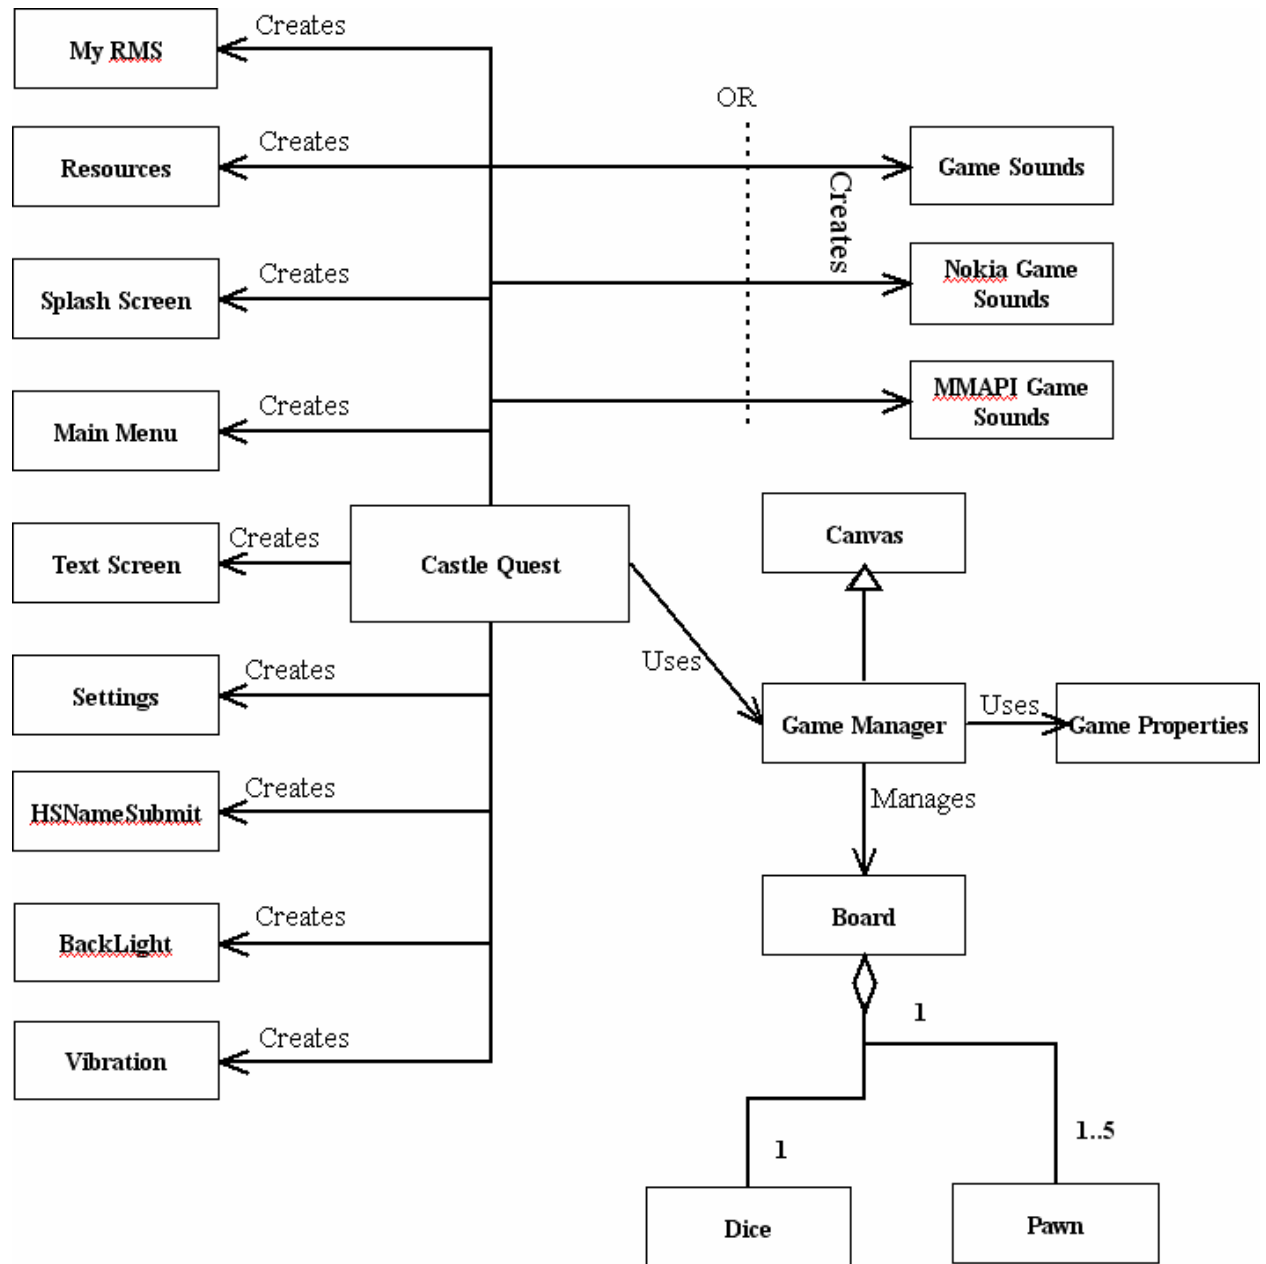 Creates
My RMS
OR
Creates
Resources
Game Sounds
Creates
Creates
Splash Screen
Nokia Game
Sounds
Creates
Main Menu
MMAPI Game
Sounds
Creates
Text Screen
Castle Quest
Canvas
Creates
Settings
Uses
Game Manager
Uses
Game Properties
Creates
HSNameSubmit
Manages
Creates
BackLight
Board
1
Creates
Vibration
1
1..5
Dice
Pawn